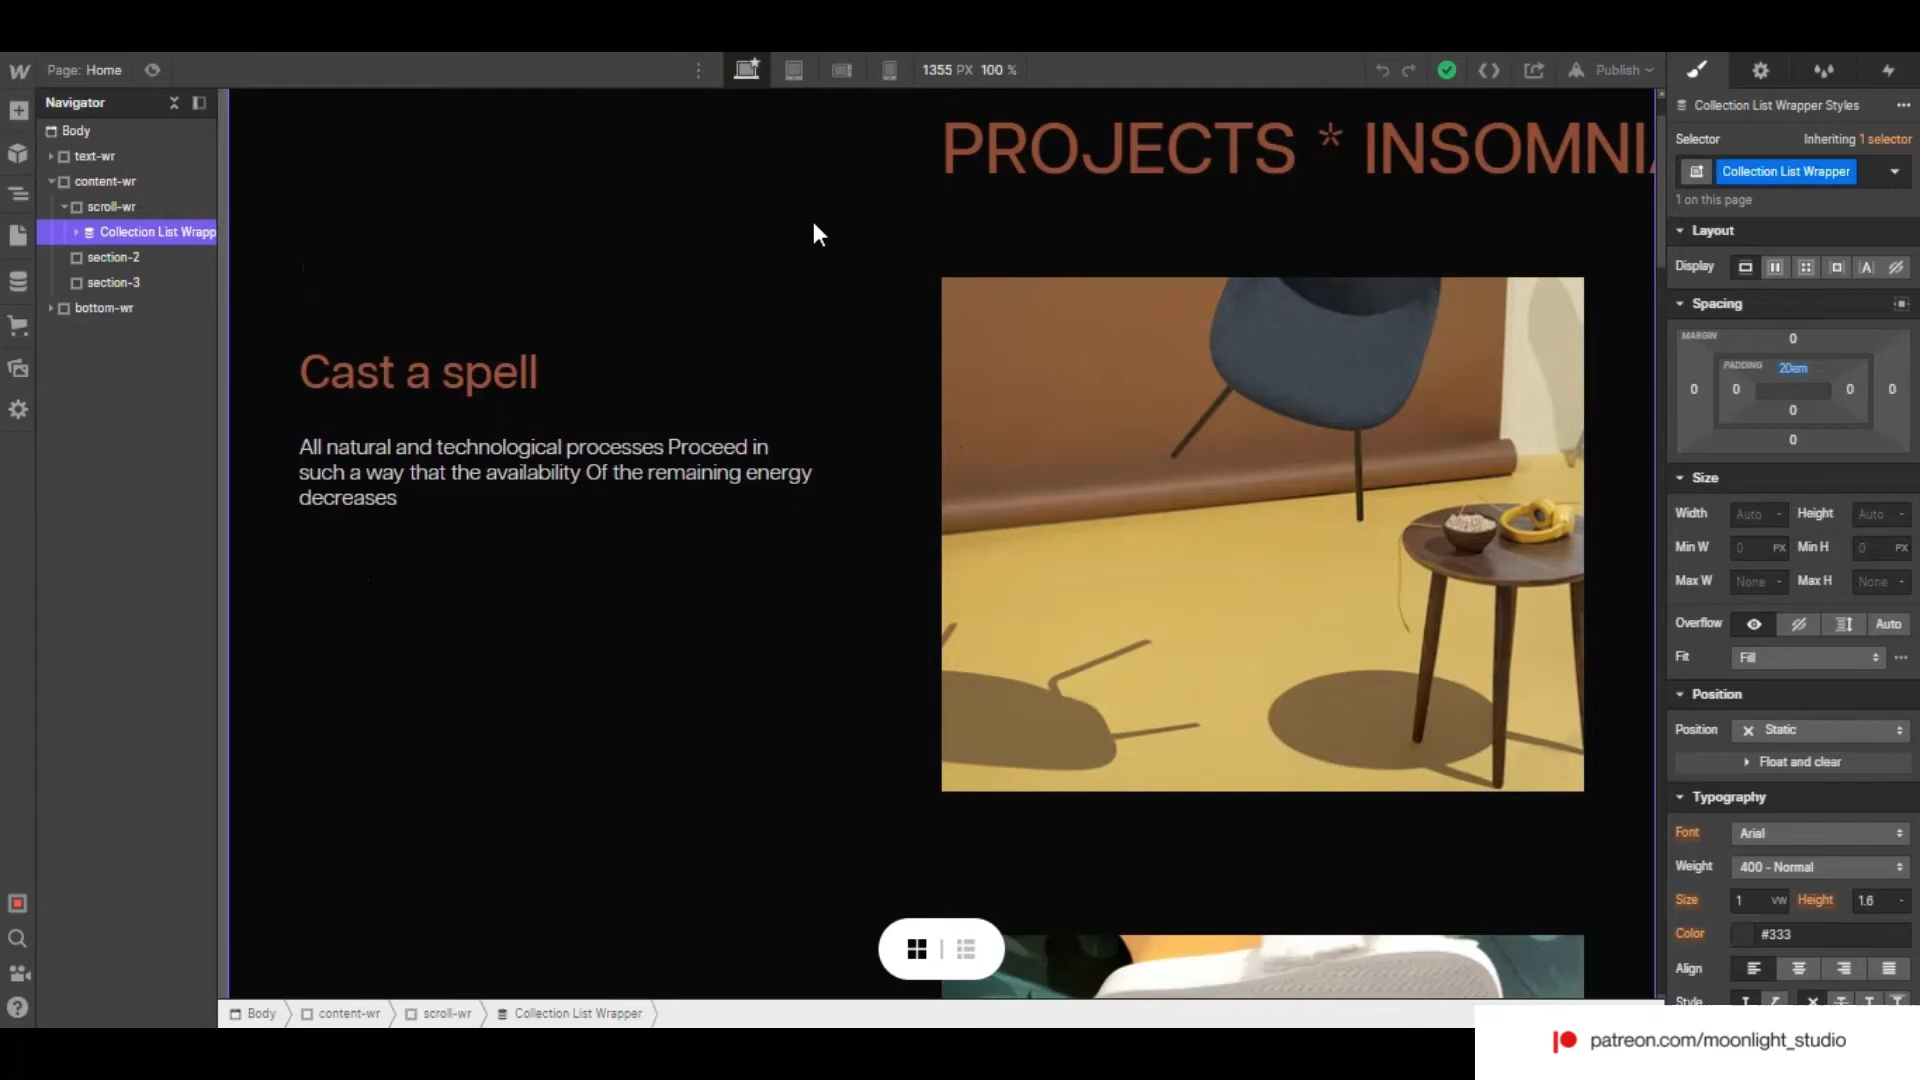 Page: Home
1355 PX 100 %
Publish
Navigator
Body
text-wr
content-wr
scroll-wr
Collection List Wrapp
section-2
section-3
bottom-wr
PROJECTS * INSOMNIA
Cast a spell
All natural and technological processes Proceed in
such a way that the availability Of the remaining energy
decreases
Body
content-wr
scroll-wr
Collection List Wrapper
Collection List Wrapper Styles
Selector
Inheriting 1 selector
Collection List Wrapper
1 on this page
Layout
Display
Spacing
MARGIN
0
PADDING
20em
0 0 0 0
0
0
Size
Width Auto - Height Auto -
Min W 0 PX Min H 0 PX
Max W None - Max H None -
Overflow Auto
Fit Fill
Position
Position Static
Float and clear
Typography
Font Arial
Weight 400 - Normal
Size 1 VW Height 1.6 -
Color #333
Align
Style
patreon.com/moonlight_studio